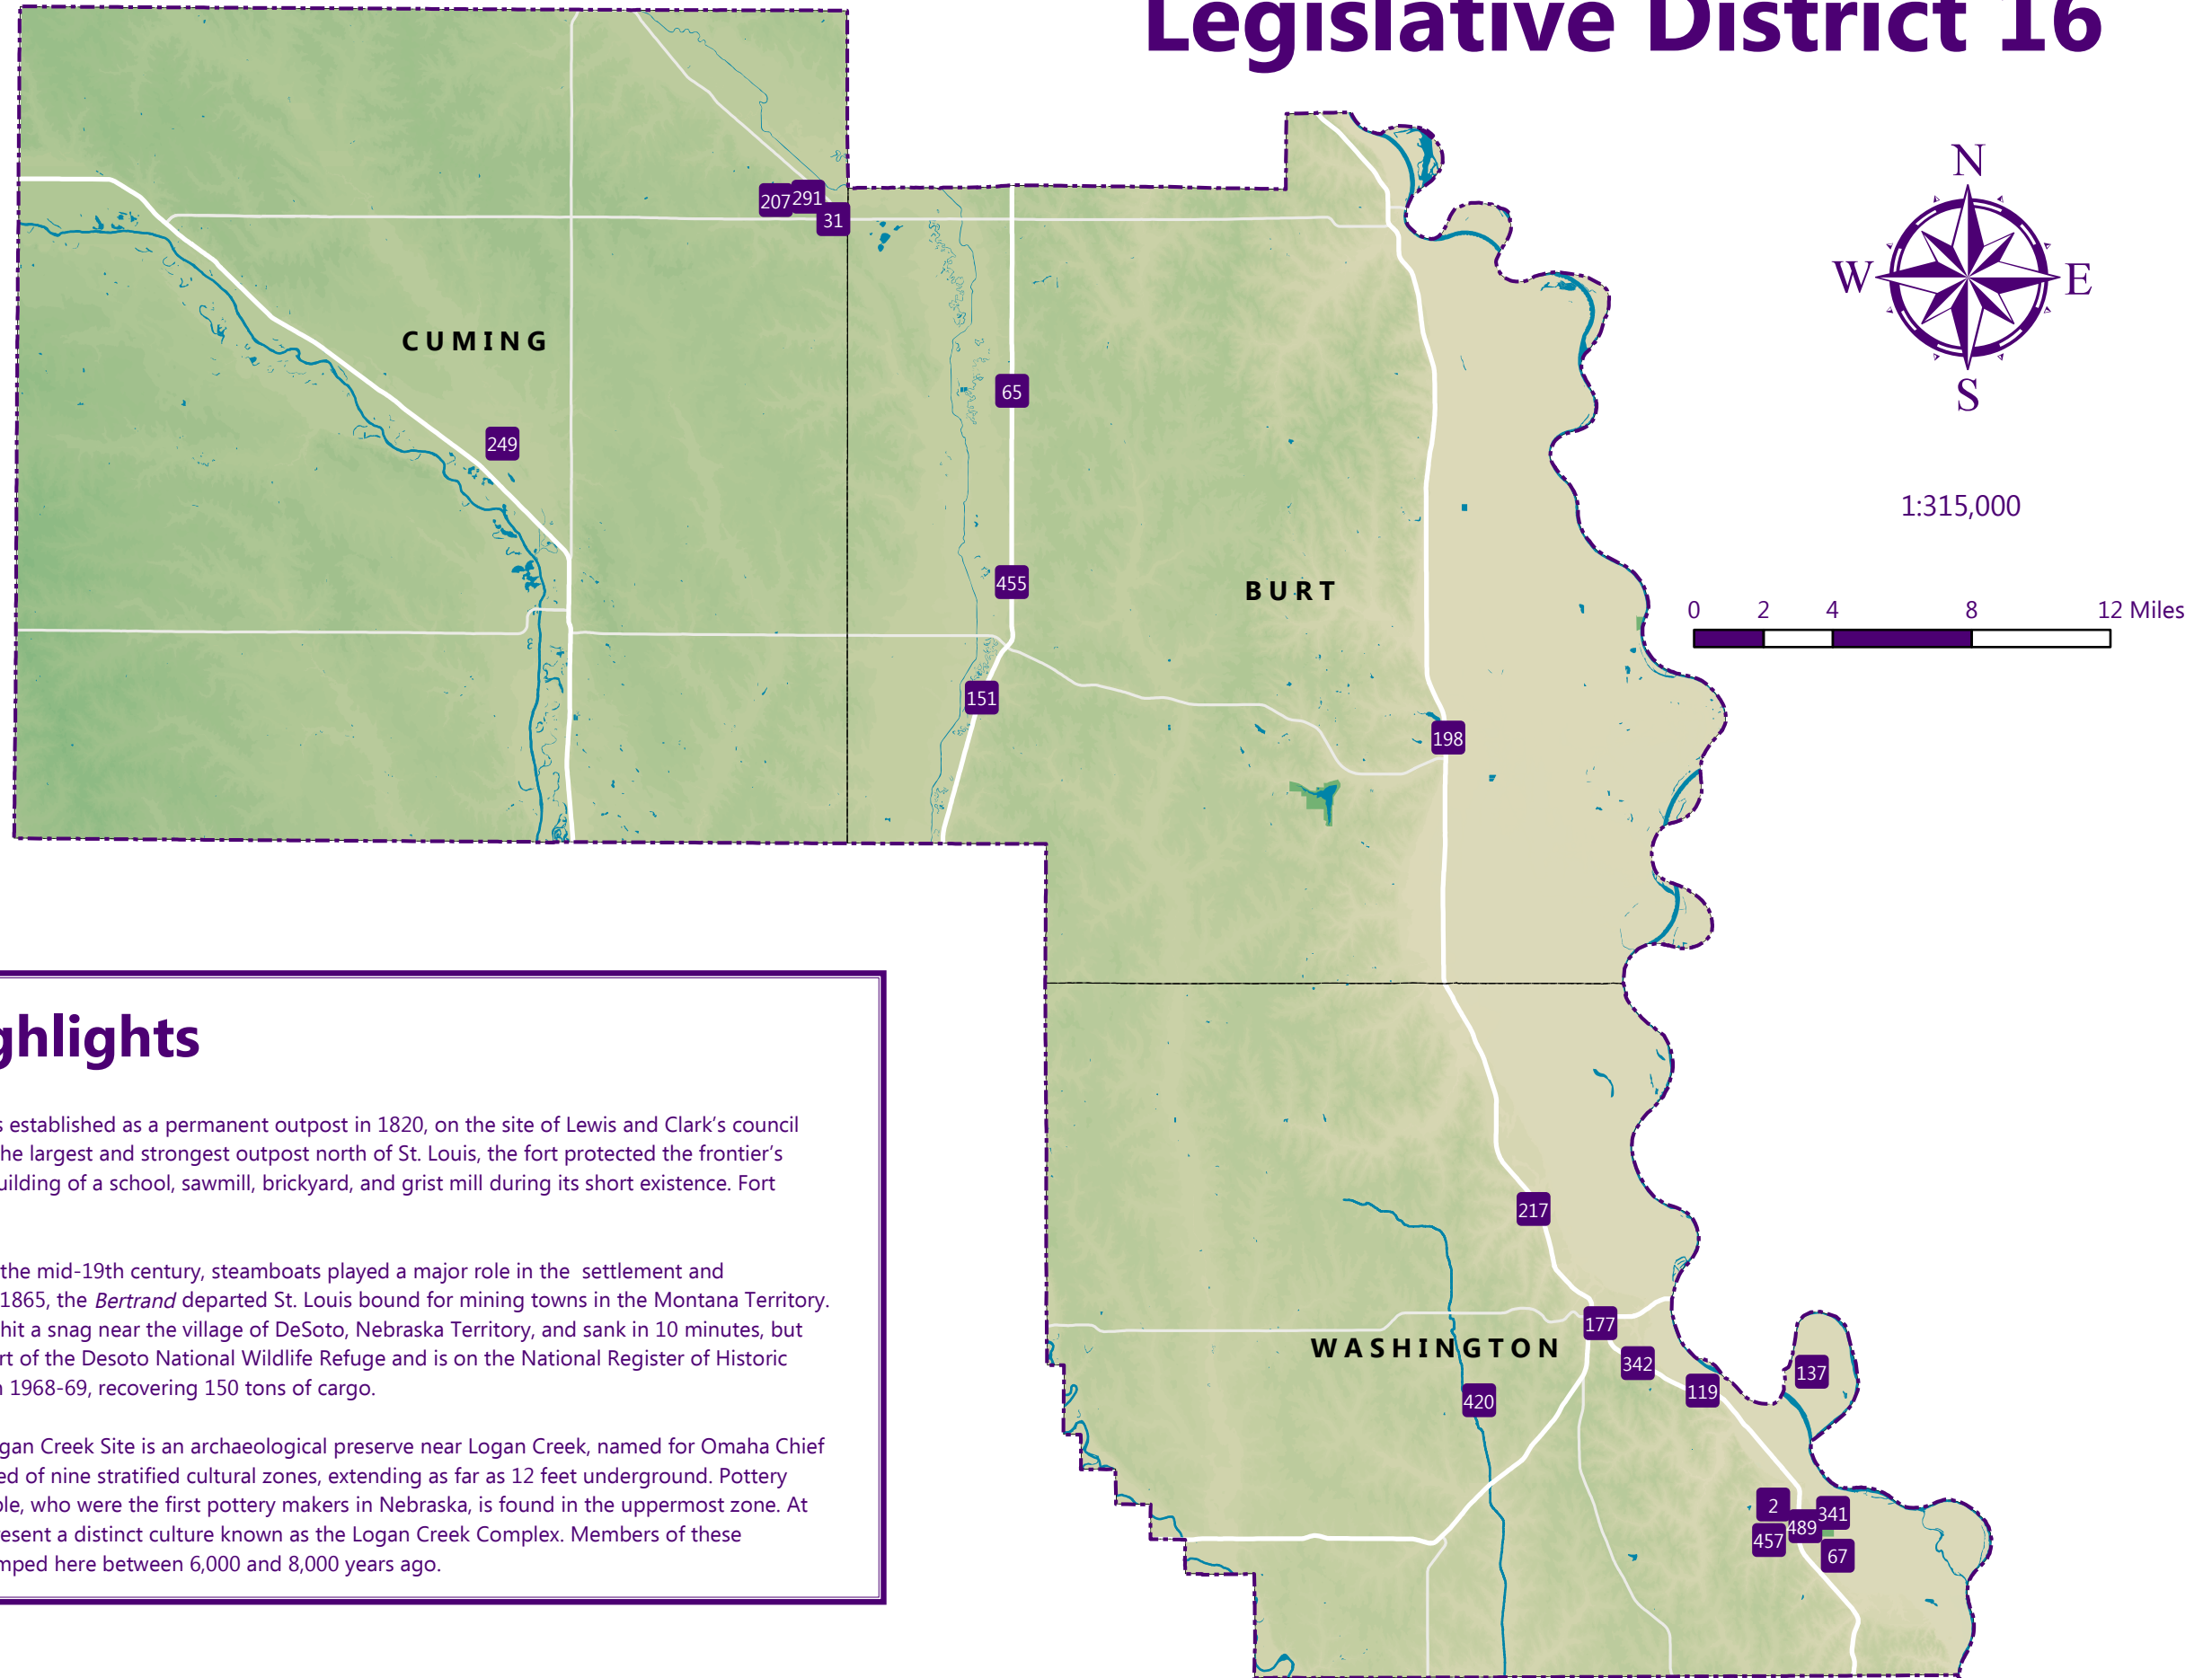 Legislative District 16
N
W
E
S
1:315,000
0 2 4 8 12 Miles
CUMING
BURT
WASHINGTON
207
291
31
65
249
455
151
198
217
177
342
119
137
420
2
341
489
457
67
ghlights
s established as a permanent outpost in 1820, on the site of Lewis and Clark’s council
he largest and strongest outpost north of St. Louis, the fort protected the frontier’s
uilding of a school, sawmill, brickyard, and grist mill during its short existence. Fort
the mid-19th century, steamboats played a major role in the settlement and
1865, the Bertrand departed St. Louis bound for mining towns in the Montana Territory.
hit a snag near the village of DeSoto, Nebraska Territory, and sank in 10 minutes, but
rt of the Desoto National Wildlife Refuge and is on the National Register of Historic
n 1968-69, recovering 150 tons of cargo.
gan Creek Site is an archaeological preserve near Logan Creek, named for Omaha Chief
ed of nine stratified cultural zones, extending as far as 12 feet underground. Pottery
ple, who were the first pottery makers in Nebraska, is found in the uppermost zone. At
resent a distinct culture known as the Logan Creek Complex. Members of these
mped here between 6,000 and 8,000 years ago.